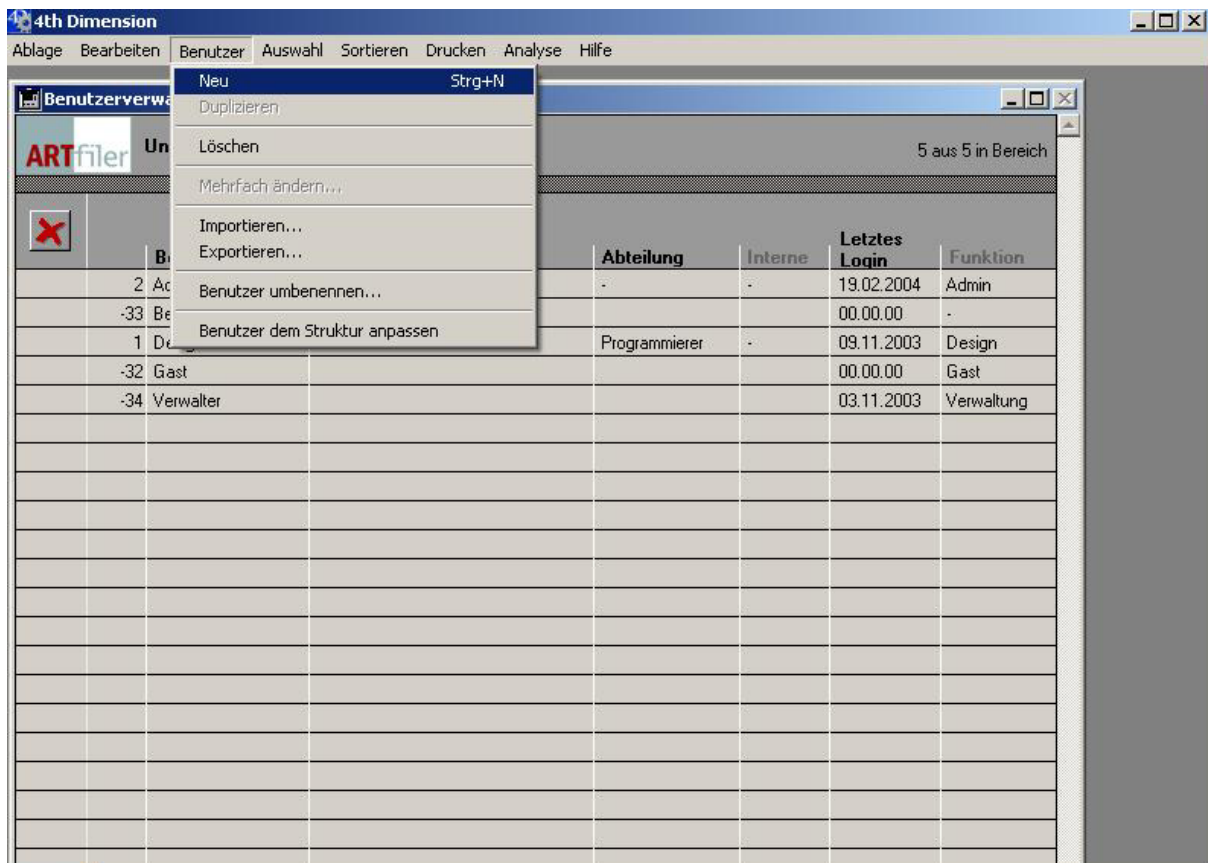 4th Dimension
Ablage Bearbeiten Benutzer Auswahl Sortieren Drucken Analyse Hilfe
Neu Strg+N
Duplizieren
Löschen
Mehrfach ändern...
Importieren...
Exportieren...
Benutzer umbenennen...
Benutzer dem Struktur anpassen
ARTfiler
5 aus 5 in Bereich
Abteilung Interne Letztes Login Funktion
2 - - 19.02.2004 Admin
-33 00.00.00 -
1 Programmierer - 09.11.2003 Design
-32 Gast 00.00.00 Gast
-34 Verwalter 03.11.2003 Verwaltung